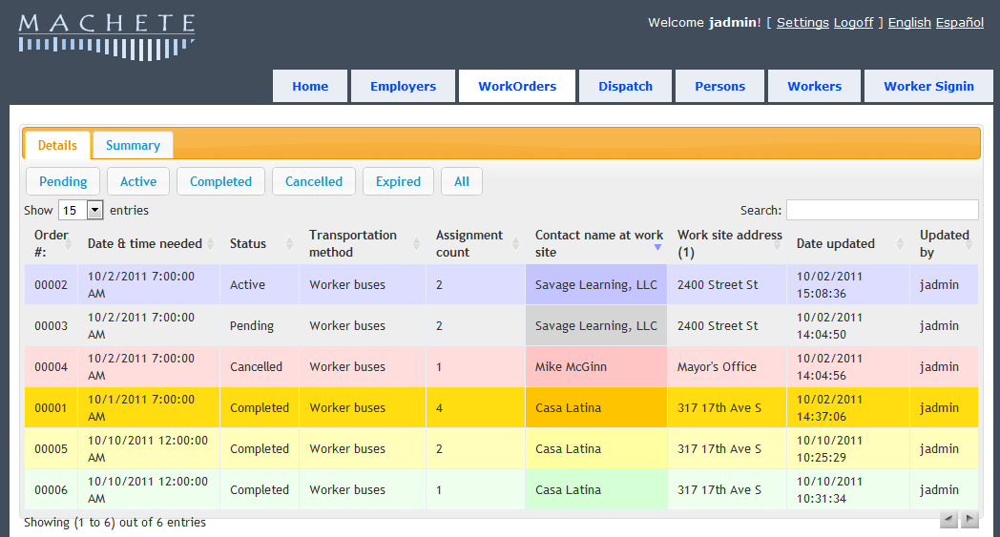 MACHETE
Welcome jadmin! [ Settings Logoff ] English Español
Home Employers WorkOrders Dispatch Persons Workers Worker Signin
Details Summary
Pending Active Completed Cancelled Expired All
Show 15 entries Search:
Order #: Date & time needed Status Transportation method Assignment count Contact name at work site Work site address (1) Date updated Updated by
00002 10/2/2011 7:00:00 AM Active Worker buses 2 Savage Learning, LLC 2400 Street St 10/02/2011 15:08:36 jadmin
00003 10/2/2011 7:00:00 AM Pending Worker buses 2 Savage Learning, LLC 2400 Street St 10/02/2011 14:04:50 jadmin
00004 10/2/2011 7:00:00 AM Cancelled Worker buses 1 Mike McGinn Mayor's Office 10/02/2011 14:04:56 jadmin
00001 10/1/2011 7:00:00 AM Completed Worker buses 4 Casa Latina 317 17th Ave S 10/02/2011 14:37:06 jadmin
00005 10/10/2011 12:00:00 AM Completed Worker buses 2 Casa Latina 317 17th Ave S 10/10/2011 10:25:29 jadmin
00006 10/10/2011 12:00:00 AM Completed Worker buses 1 Casa Latina 317 17th Ave S 10/10/2011 10:31:34 jadmin
Showing (1 to 6) out of 6 entries